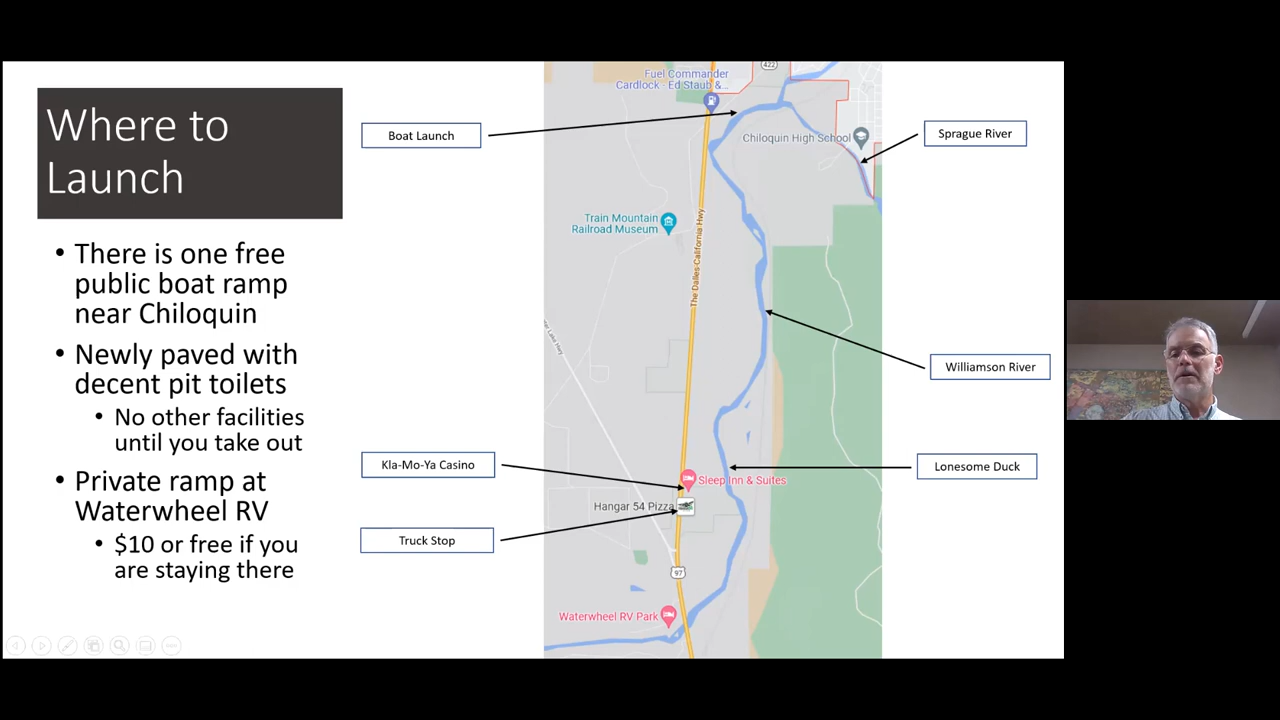 Where to
Launch
• There is one free
public boat ramp
near Chiloquin
• Newly paved with
decent pit toilets
• No other facilities
until you take out
• Private ramp at
Waterwheel RV
• $10 or free if you
are staying there
Boat Launch
Kla-Mo-Ya Casino
Truck Stop
422
Fuel Commander
Cardlock - Ed Staub &...
Chiloquin High School
Train Mountain
Railroad Museum
The Dalles-California Hwy
Sleep Inn & Suites
Hangar 54 Pizza
97
Waterwheel RV Park
Sprague River
Williamson River
Lonesome Duck